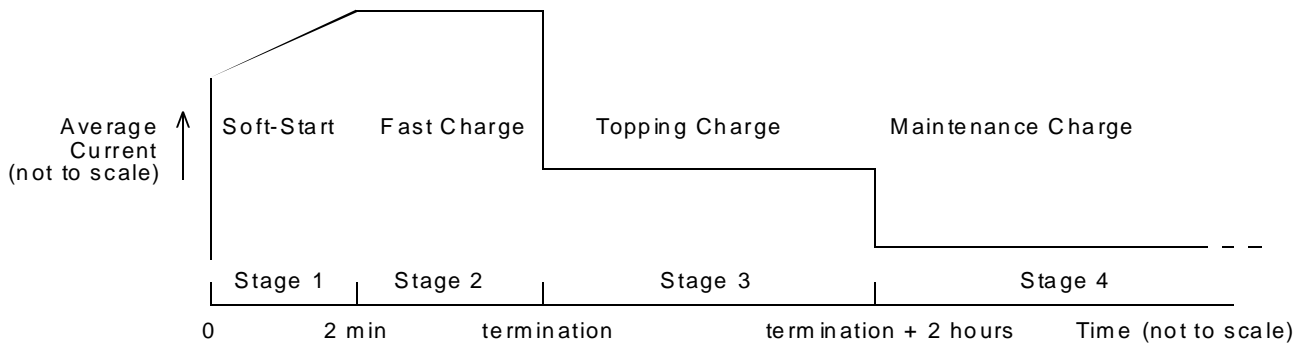 Average
Current
(not to scale)
Soft-Start
Fast Charge
Topping Charge
Maintenance Charge
Stage 1
Stage 2
Stage 3
Stage 4
0
2 min
termination
termination + 2 hours
Time (not to scale)